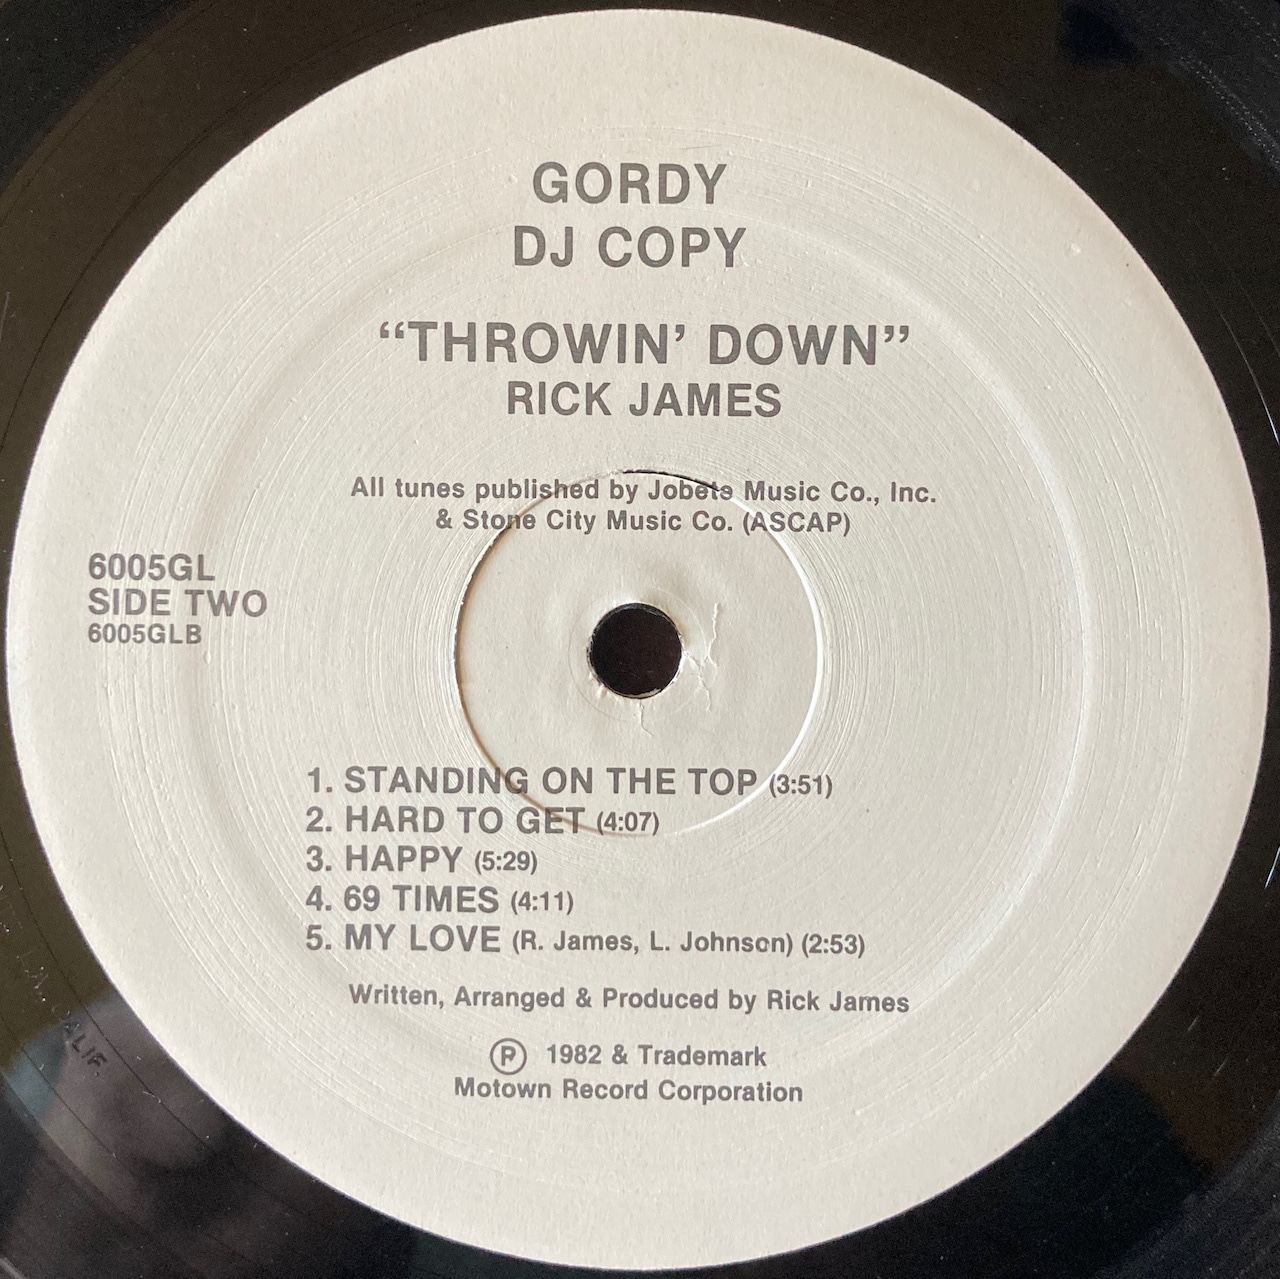 GORDY
DJ COPY
“THROWIN’ DOWN”
RICK JAMES
All tunes published by Jobete Music Co., Inc.
& Stone City Music Co. (ASCAP)
6005GL
SIDE TWO
6005GLB
1. STANDING ON THE TOP (3:51)
2. HARD TO GET (4:07)
3. HAPPY (5:29)
4. 69 TIMES (4:11)
5. MY LOVE (R. James, L. Johnson) (2:53)
Written, Arranged & Produced by Rick James
Ⓟ 1982 & Trademark
Motown Record Corporation